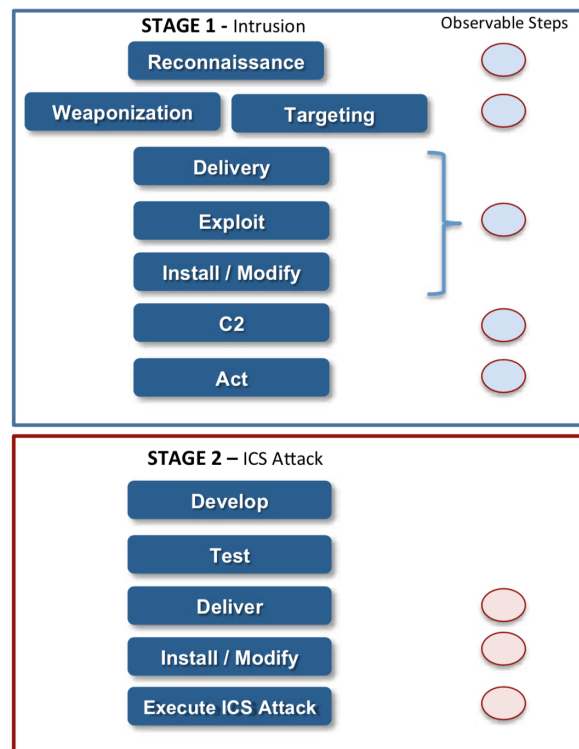 STAGE 1 - Intrusion Observable Steps
Reconnaissance
Weaponization Targeting
Delivery
Exploit
Install / Modify
C2
Act
STAGE 2 – ICS Attack
Develop
Test
Deliver
Install / Modify
Execute ICS Attack